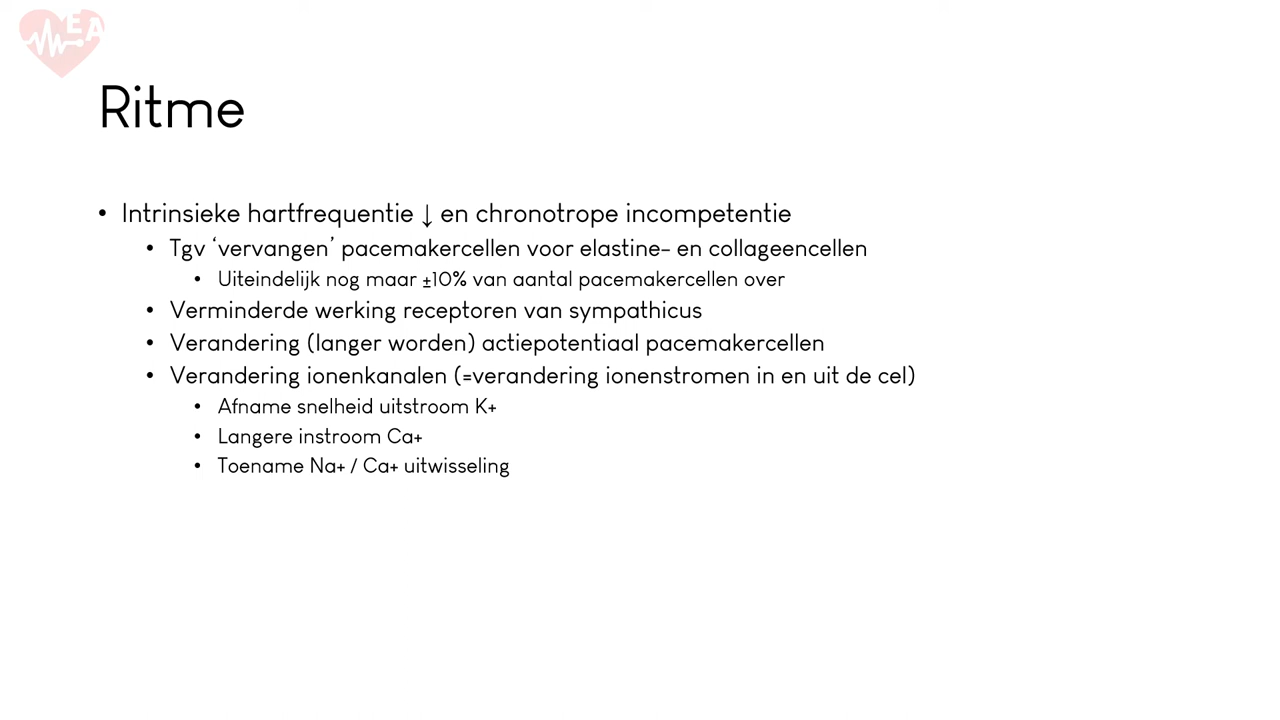 EA
Ritme
• Intrinsieke hartfrequentie ↓ en chronotrope incompetentie
• Tgv ‘vervangen’ pacemakercellen voor elastine- en collageencellen
• Uiteindelijk nog maar ±10% van aantal pacemakercellen over
• Verminderde werking receptoren van sympathicus
• Verandering (langer worden) actiepotentiaal pacemakercellen
• Verandering ionenkanalen (=verandering ionenstromen in en uit de cel)
• Afname snelheid uitstroom K+
• Langere instroom Ca+
• Toename Na+ / Ca+ uitwisseling